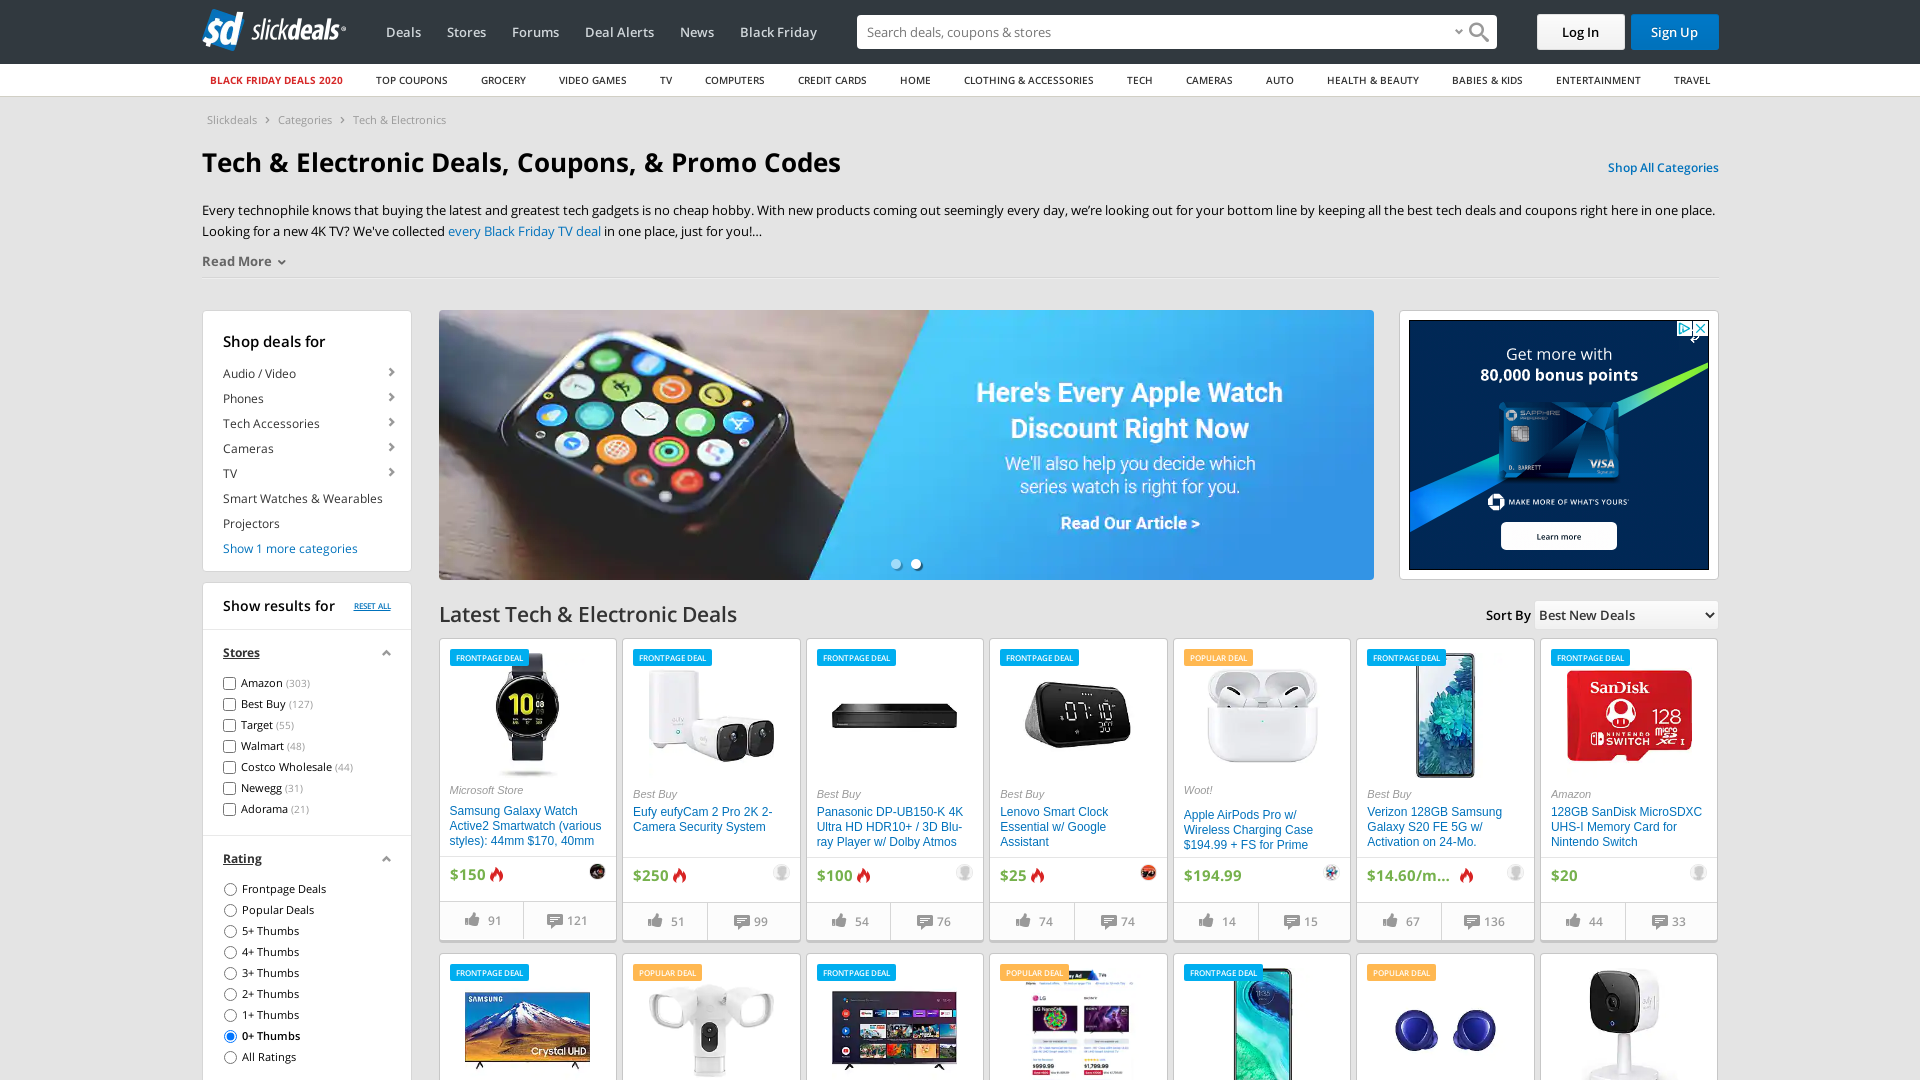 slickdeals
Deals
Stores
Forums
Deal Alerts
News
Black Friday
Search deals, coupons & stores
Log In
Sign Up
BLACK FRIDAY DEALS 2020
TOP COUPONS
GROCERY
VIDEO GAMES
TV
COMPUTERS
CREDIT CARDS
HOME
CLOTHING & ACCESSORIES
TECH
CAMERAS
AUTO
HEALTH & BEAUTY
BABIES & KIDS
ENTERTAINMENT
TRAVEL
Slickdeals > Categories > Tech & Electronics
Tech & Electronic Deals, Coupons, & Promo Codes
Shop All Categories
Every technophile knows that buying the latest and greatest tech gadgets is no cheap hobby. With new products coming out seemingly every day, we’re looking out for your bottom line by keeping all the best tech deals and coupons right here in one place.
Looking for a new 4K TV? We've collected every Black Friday TV deal in one place, just for you!...
Read More
Shop deals for
Audio / Video
Phones
Tech Accessories
Cameras
TV
Smart Watches & Wearables
Projectors
Show 1 more categories
Show results for
RESET ALL
Stores
Amazon (303)
Best Buy (127)
Target (55)
Walmart (48)
Costco Wholesale (44)
Newegg (31)
Adorama (21)
Rating
Frontpage Deals
Popular Deals
5+ Thumbs
4+ Thumbs
3+ Thumbs
2+ Thumbs
1+ Thumbs
0+ Thumbs
All Ratings
Here's Every Apple Watch
Discount Right Now
We'll also help you decide which
series watch is right for you.
Read Our Article >
Get more with
80,000 bonus points
SAPPHIRE
D. BARRETT
VISA
MAKE MORE OF WHAT'S YOURS
Learn more
Latest Tech & Electronic Deals
Sort By
Best New Deals
FRONTPAGE DEAL
Microsoft Store
Samsung Galaxy Watch
Active2 Smartwatch (various
styles): 44mm $170, 40mm
$150
91
121
FRONTPAGE DEAL
Best Buy
Eufy eufyCam 2 Pro 2K 2-
Camera Security System
$250
51
99
FRONTPAGE DEAL
Best Buy
Panasonic DP-UB150-K 4K
Ultra HD HDR10+ / 3D Blu-
ray Player w/ Dolby Atmos
$100
54
76
FRONTPAGE DEAL
07:10
Best Buy
Lenovo Smart Clock
Essential w/ Google
Assistant
$25
74
74
POPULAR DEAL
Woot!
Apple AirPods Pro w/
Wireless Charging Case
$194.99 + FS for Prime
$194.99
14
15
FRONTPAGE DEAL
Best Buy
Verizon 128GB Samsung
Galaxy S20 FE 5G w/
Activation on 24-Mo.
$14.60/m...
67
136
FRONTPAGE DEAL
SanDisk
128
NINTENDO
SWITCH
micro
XC I
Amazon
128GB SanDisk MicroSDXC
UHS-I Memory Card for
Nintendo Switch
$20
44
33
FRONTPAGE DEAL
SAMSUNG
Crystal UHD
POPULAR DEAL
FRONTPAGE DEAL
POPULAR DEAL
LG
SONY
$999.99
$1,799.99
FRONTPAGE DEAL
POPULAR DEAL